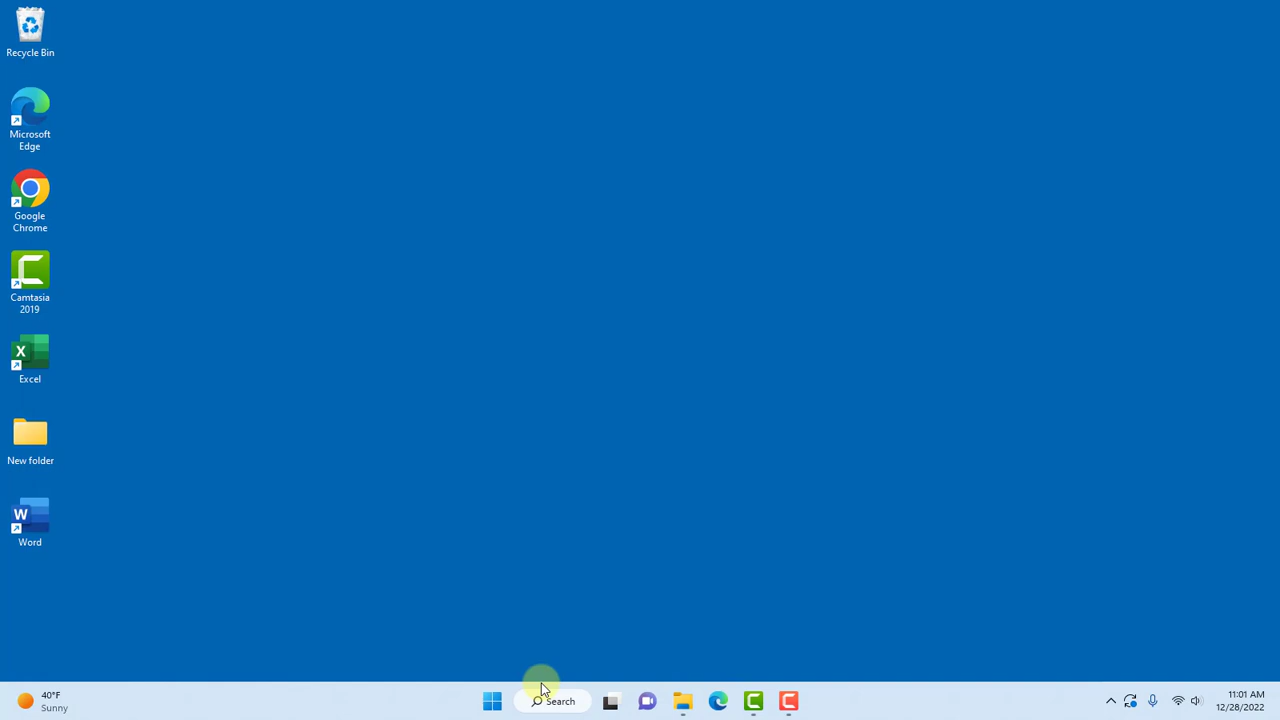 Recycle Bin
Microsoft
Edge
Google
Chrome
Camtasia
2019
X
Excel
New folder
W
Word
40°F
Sunny
Search
11:01 AM
12/28/2022